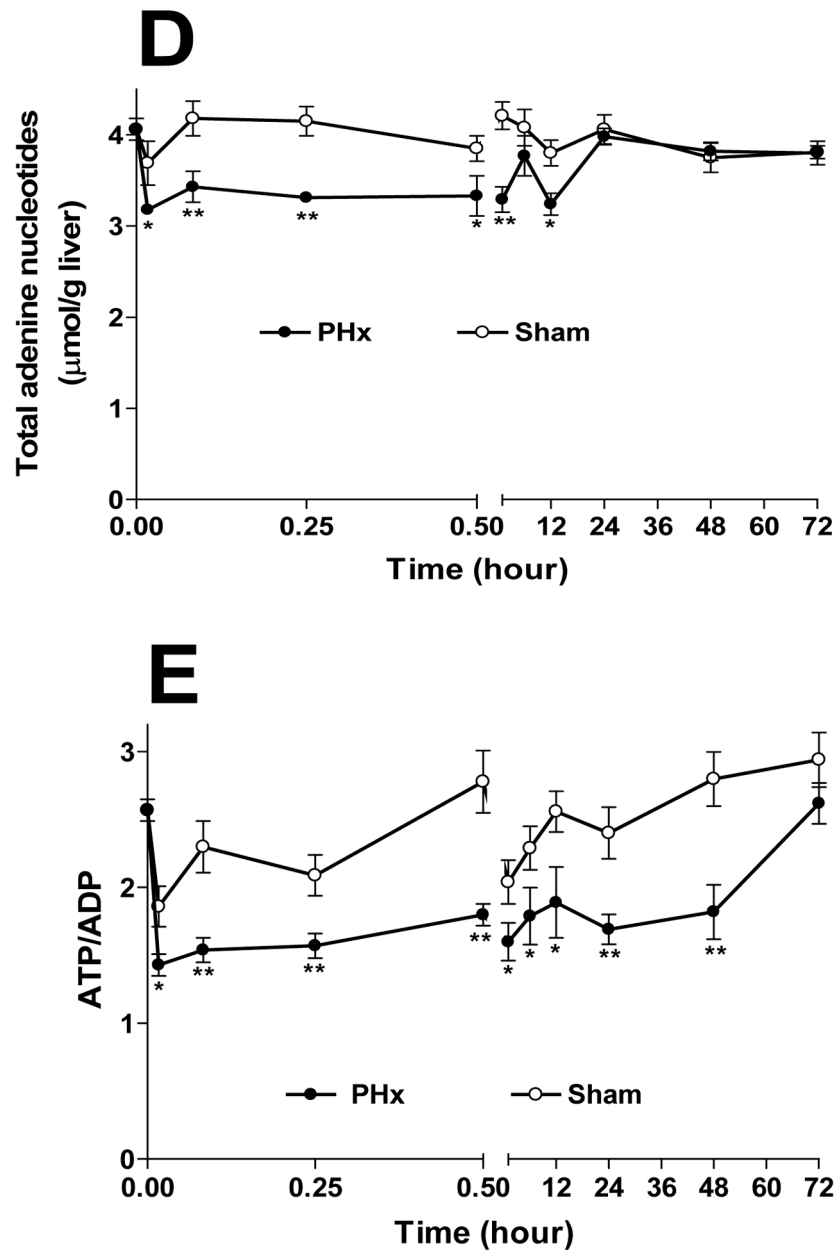 D
Total adenine nucleotides
(μmol/g liver)
4
3
2
1
0
* ** ** * ** *
PHx Sham
0.00 0.25 0.50 0 12 24 36 48 60 72
Time (hour)
E
ATP/ADP
3
2
1
0
* ** ** ** * * * ** **
PHx Sham
0.00 0.25 0.50 0 12 24 36 48 60 72
Time (hour)